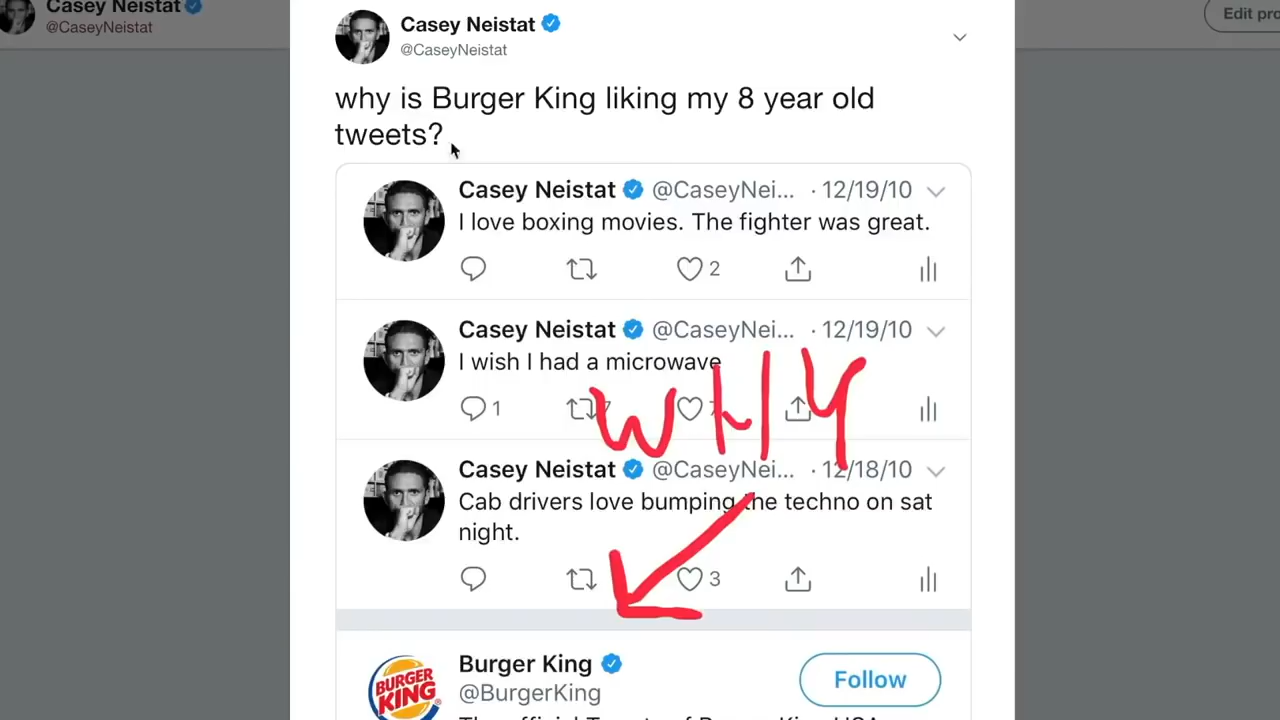 Casey Neistat
@CaseyNeistat
Edit pro
Casey Neistat
@CaseyNeistat
why is Burger King liking my 8 year old
tweets?
Casey Neistat @CaseyNei... · 12/19/10
I love boxing movies. The fighter was great.
2
Casey Neistat @CaseyNei... · 12/19/10
I wish I had a microwave
1
WHY
Casey Neistat @CaseyNei... · 12/18/10
Cab drivers love bumping the techno on sat
night.
3
Burger King
@BurgerKing
Follow
BURGER
KING